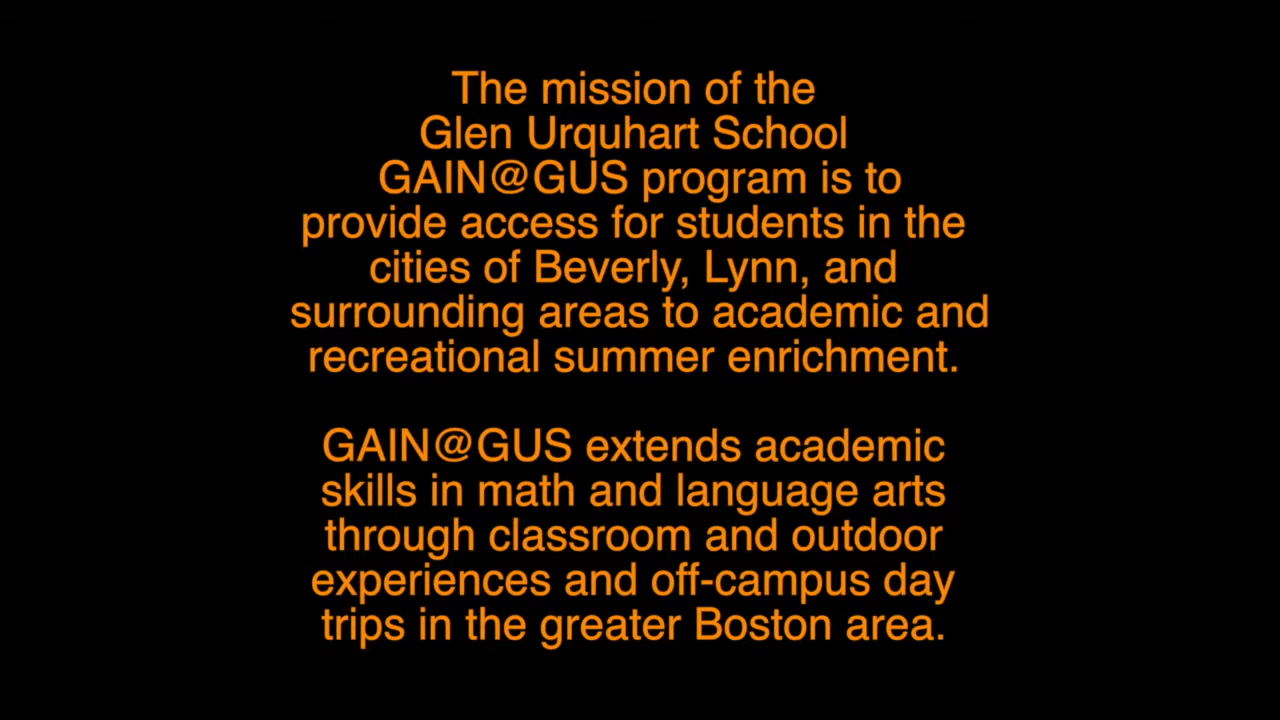 The mission of the
Glen Urquhart School
GAIN@GUS program is to
provide access for students in the
cities of Beverly, Lynn, and
surrounding areas to academic and
recreational summer enrichment.
GAIN@GUS extends academic
skills in math and language arts
through classroom and outdoor
experiences and off-campus day
trips in the greater Boston area.